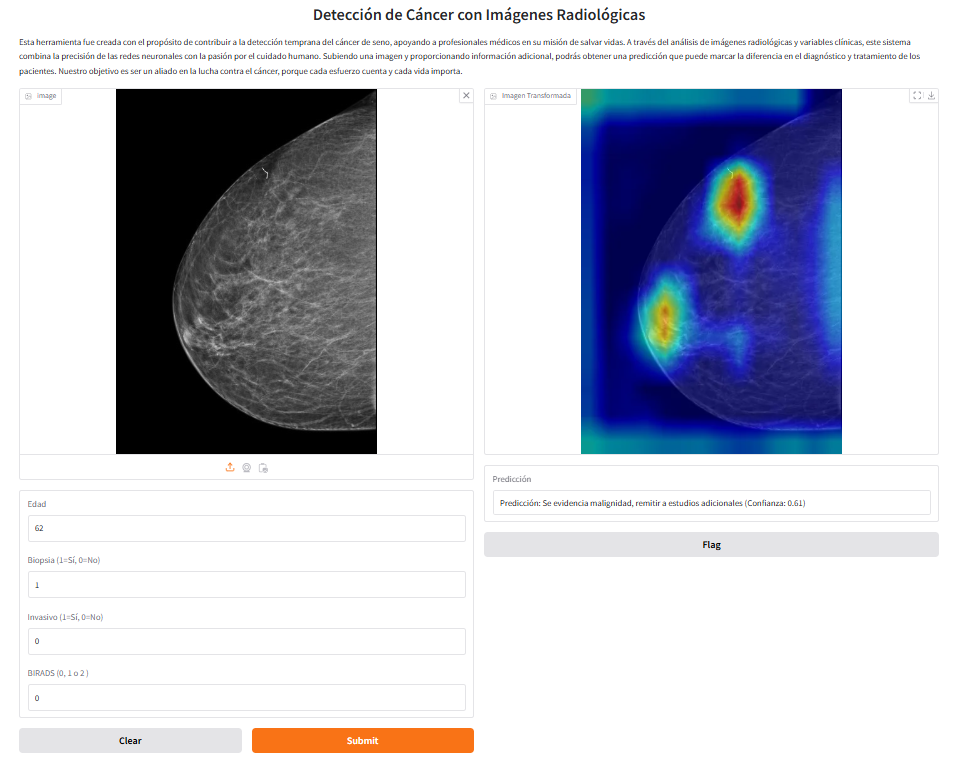 Detección de Cáncer con Imágenes Radiológicas
Esta herramienta fue creada con el propósito de contribuir a la detección temprana del cáncer de seno, apoyando a profesionales médicos en su misión de salvar vidas. A través del análisis de imágenes radiológicas y variables clínicas, este sistema
combina la precisión de las redes neuronales con la pasión por el cuidado humano. Subiendo una imagen y proporcionando información adicional, podrás obtener una predicción que puede marcar la diferencia en el diagnóstico y tratamiento de los
pacientes. Nuestro objetivo es ser un aliado en la lucha contra el cáncer, porque cada esfuerzo cuenta y cada vida importa.
image
Edad
62
Biopsia (1=Sí, 0=No)
1
Invasivo (1=Sí, 0=No)
0
BIRADS (0, 1 o 2 )
0
Clear
Submit
Imagen Transformada
Predicción
Predicción: Se evidencia malignidad, remitir a estudios adicionales (Confianza: 0.61)
Flag